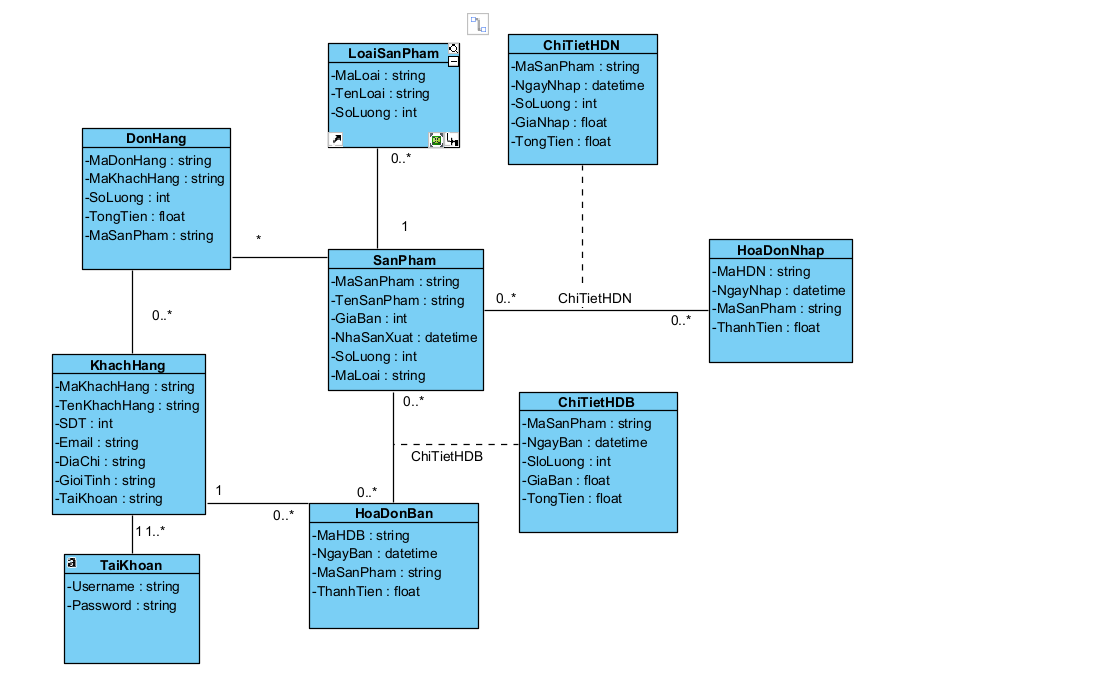 LoaiSanPham
-MaLoai : string
-TenLoai : string
-SoLuong : int
ChiTietHDN
-MaSanPham : string
-NgayNhap : datetime
-SoLuong : int
-GiaNhap : float
-TongTien : float
DonHang
-MaDonHang : string
-MaKhachHang : string
-SoLuong : int
-TongTien : float
-MaSanPham : string
0..*
1
*
SanPham
-MaSanPham : string
-TenSanPham : string
-GiaBan : int
-NhaSanXuat : datetime
-SoLuong : int
-MaLoai : string
0..*
ChiTietHDN
0..*
HoaDonNhap
-MaHDN : string
-NgayNhap : datetime
-MaSanPham : string
-ThanhTien : float
0..*
KhachHang
-MaKhachHang : string
-TenKhachHang : string
-SDT : int
-Email : string
-DiaChi : string
-GioiTinh : string
-TaiKhoan : string
0..*
ChiTietHDB
0..*
ChiTietHDB
-MaSanPham : string
-NgayBan : datetime
-SloLuong : int
-GiaBan : float
-TongTien : float
1
0..*
HoaDonBan
-MaHDB : string
-NgayBan : datetime
-MaSanPham : string
-ThanhTien : float
1 1..*
a
TaiKhoan
-Username : string
-Password : string